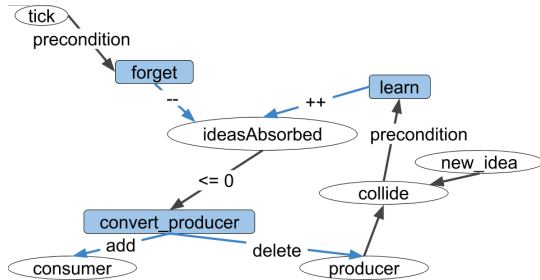 tick
precondition
forget
learn
--
++
ideasAbsorbed
precondition
new_idea
<= 0
collide
convert_producer
add
delete
consumer
producer